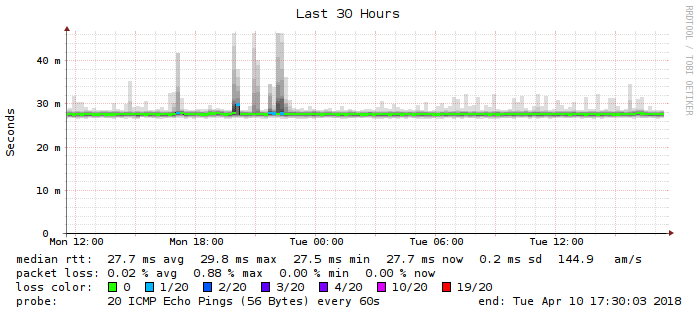 Last 30 Hours
RRDTOOL / TOBI OETIKER
Seconds
40 m
30 m
20 m
10 m
0
Mon 12:00 Mon 18:00 Tue 00:00 Tue 06:00 Tue 12:00
median rtt: 27.7 ms avg 29.8 ms max 27.5 ms min 27.7 ms now 0.2 ms sd 144.9 am/s
packet loss: 0.02 % avg 0.88 % max 0.00 % min 0.00 % now
loss color: 0 1/20 2/20 3/20 4/20 10/20 19/20
probe: 20 ICMP Echo Pings (56 Bytes) every 60s end: Tue Apr 10 17:30:03 2018